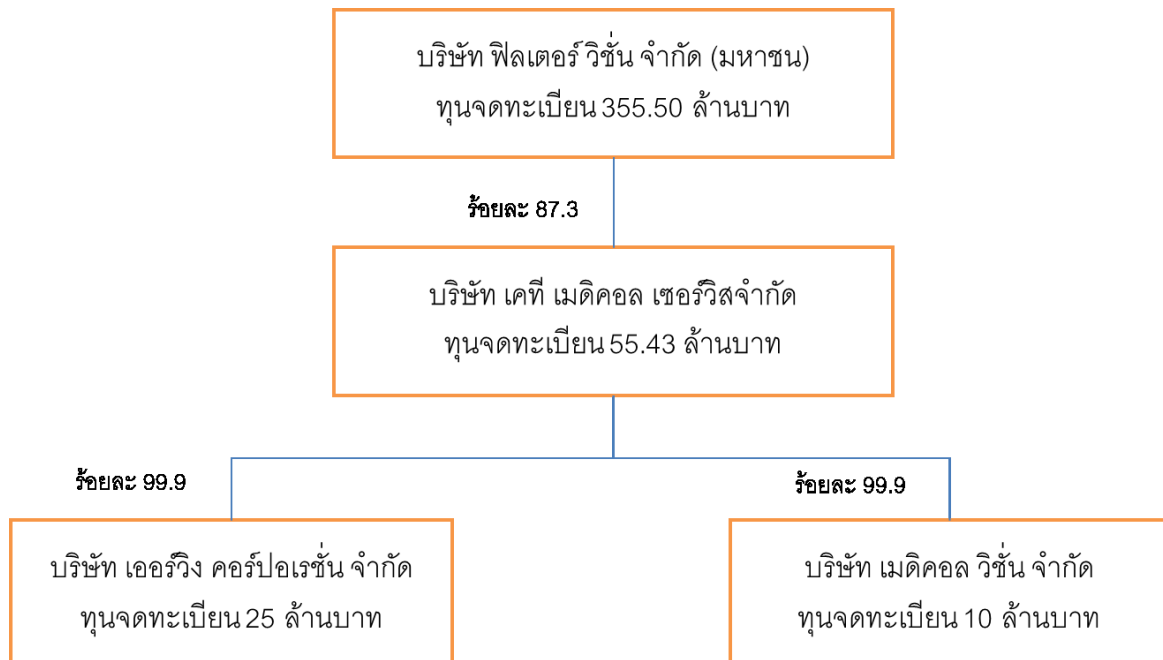 บริษัท ฟิลเตอร์ วิชั่น จำกัด (มหาชน)
ทุนจดทะเบียน 355.50 ล้านบาท
ร้อยละ 87.3
บริษัท เคที เมดิคอล เซอร์วิสจำกัด
ทุนจดทะเบียน 55.43 ล้านบาท
ร้อยละ 99.9
ร้อยละ 99.9
บริษัท เออร์วิง คอร์ปอเรชั่น จำกัด
ทุนจดทะเบียน 25 ล้านบาท
บริษัท เมดิคอล วิชั่น จำกัด
ทุนจดทะเบียน 10 ล้านบาท